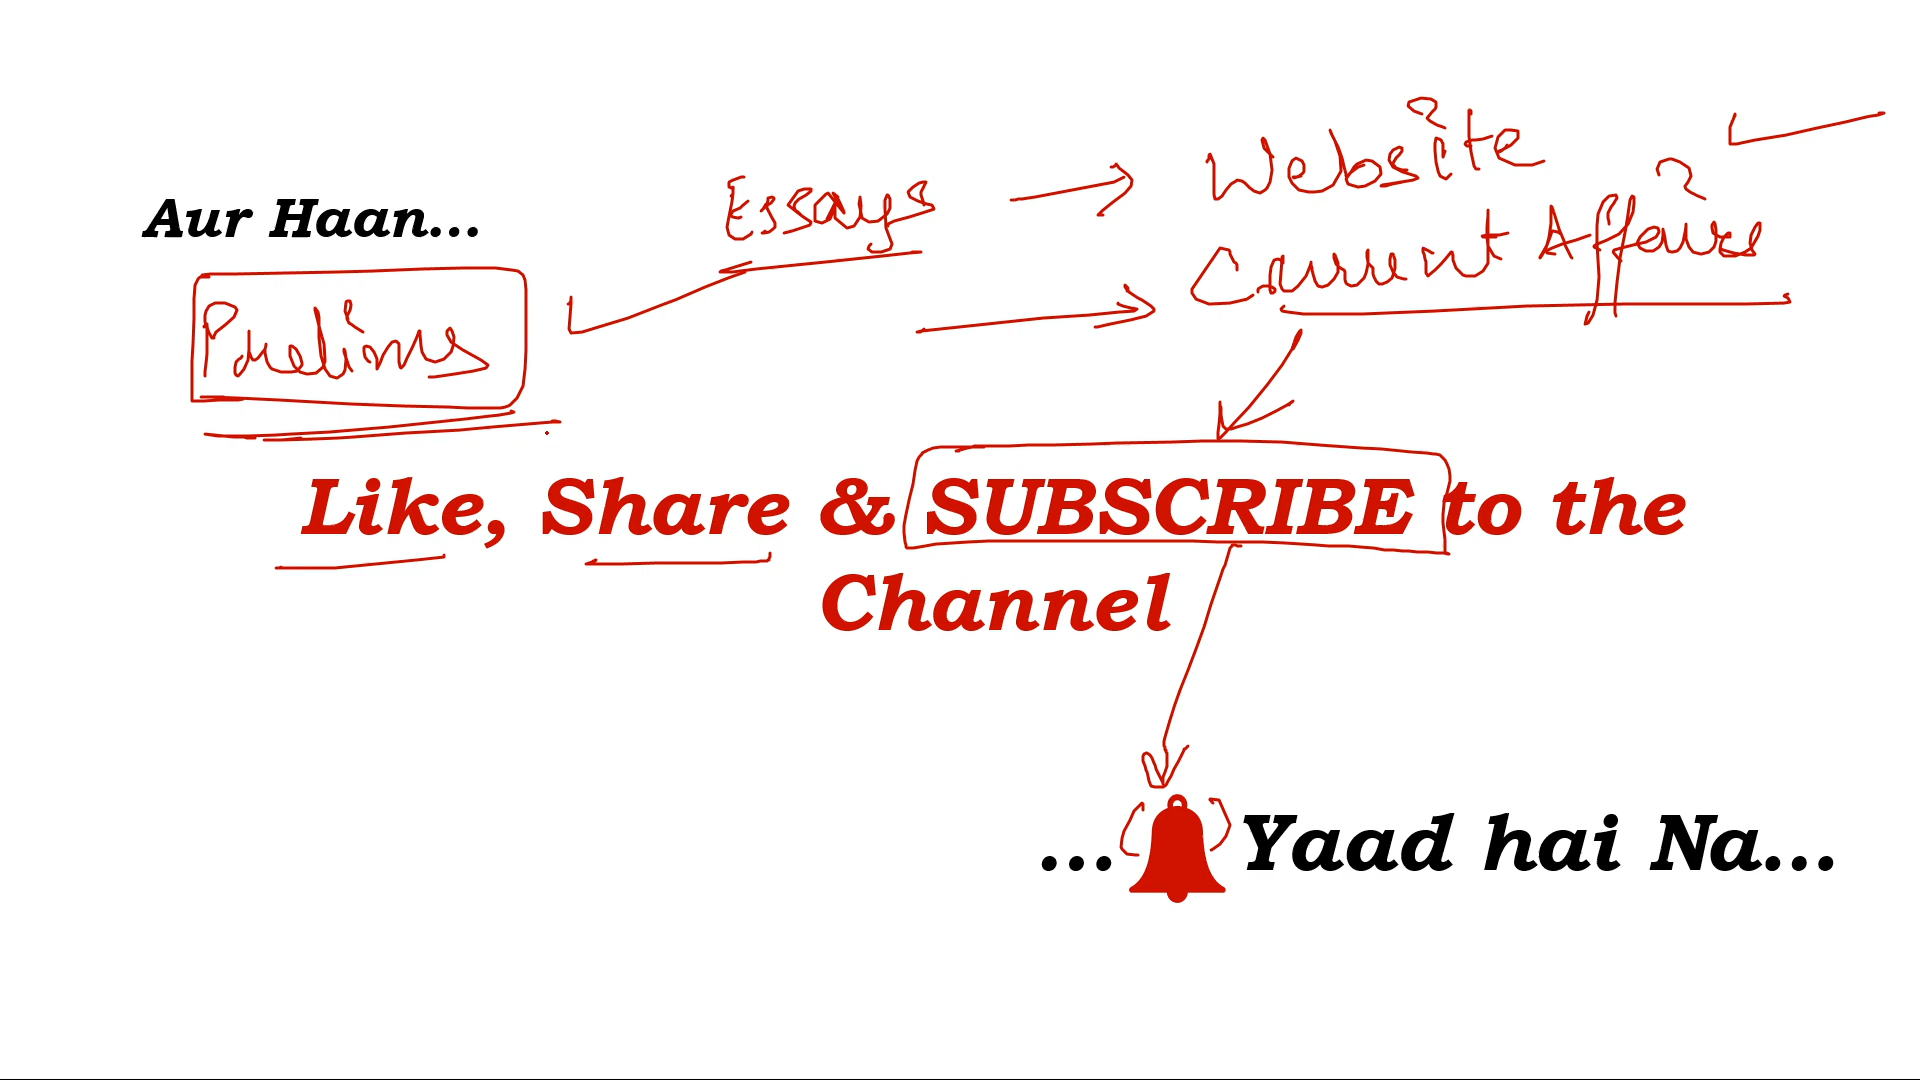 Essays → Website
Aur Haan...
→ Current Affairs
Prelims
Like, Share & SUBSCRIBE to the
Channel
... Yaad hai Na...